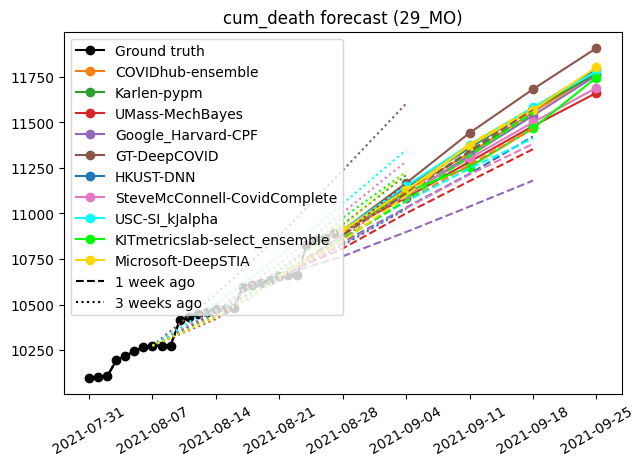 cum_death forecast (29_MO)
Ground truth
COVIDhub-ensemble
Karlen-pypm
UMass-MechBayes
Google_Harvard-CPF
GT-DeepCOVID
HKUST-DNN
SteveMcConnell-CovidComplete
USC-SI_kJalpha
KITmetricslab-select_ensemble
Microsoft-DeepSTIA
1 week ago
3 weeks ago
11750
11500
11250
11000
10750
10500
10250
2021-07-31
2021-08-07
2021-08-14
2021-08-21
2021-08-28
2021-09-04
2021-09-11
2021-09-18
2021-09-25